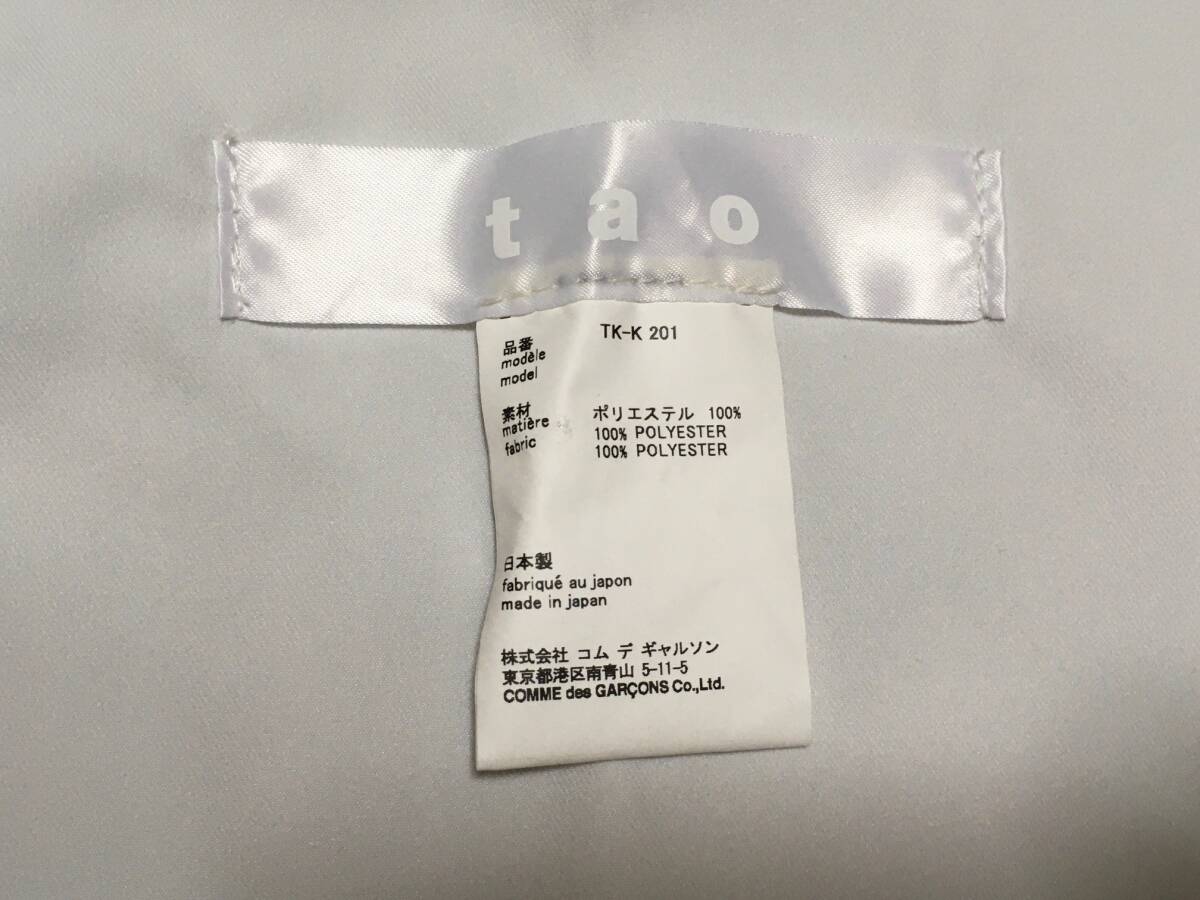 tao
TK-K 201
品番
modèle
model
素材 ポリエステル 100%
matière 100% POLYESTER
fabric 100% POLYESTER
日本製
fabriqué au japon
made in japan
株式会社 コム デ ギャルソン
東京都港区南青山 5-11-5
COMME des GARÇONS Co.,Ltd.